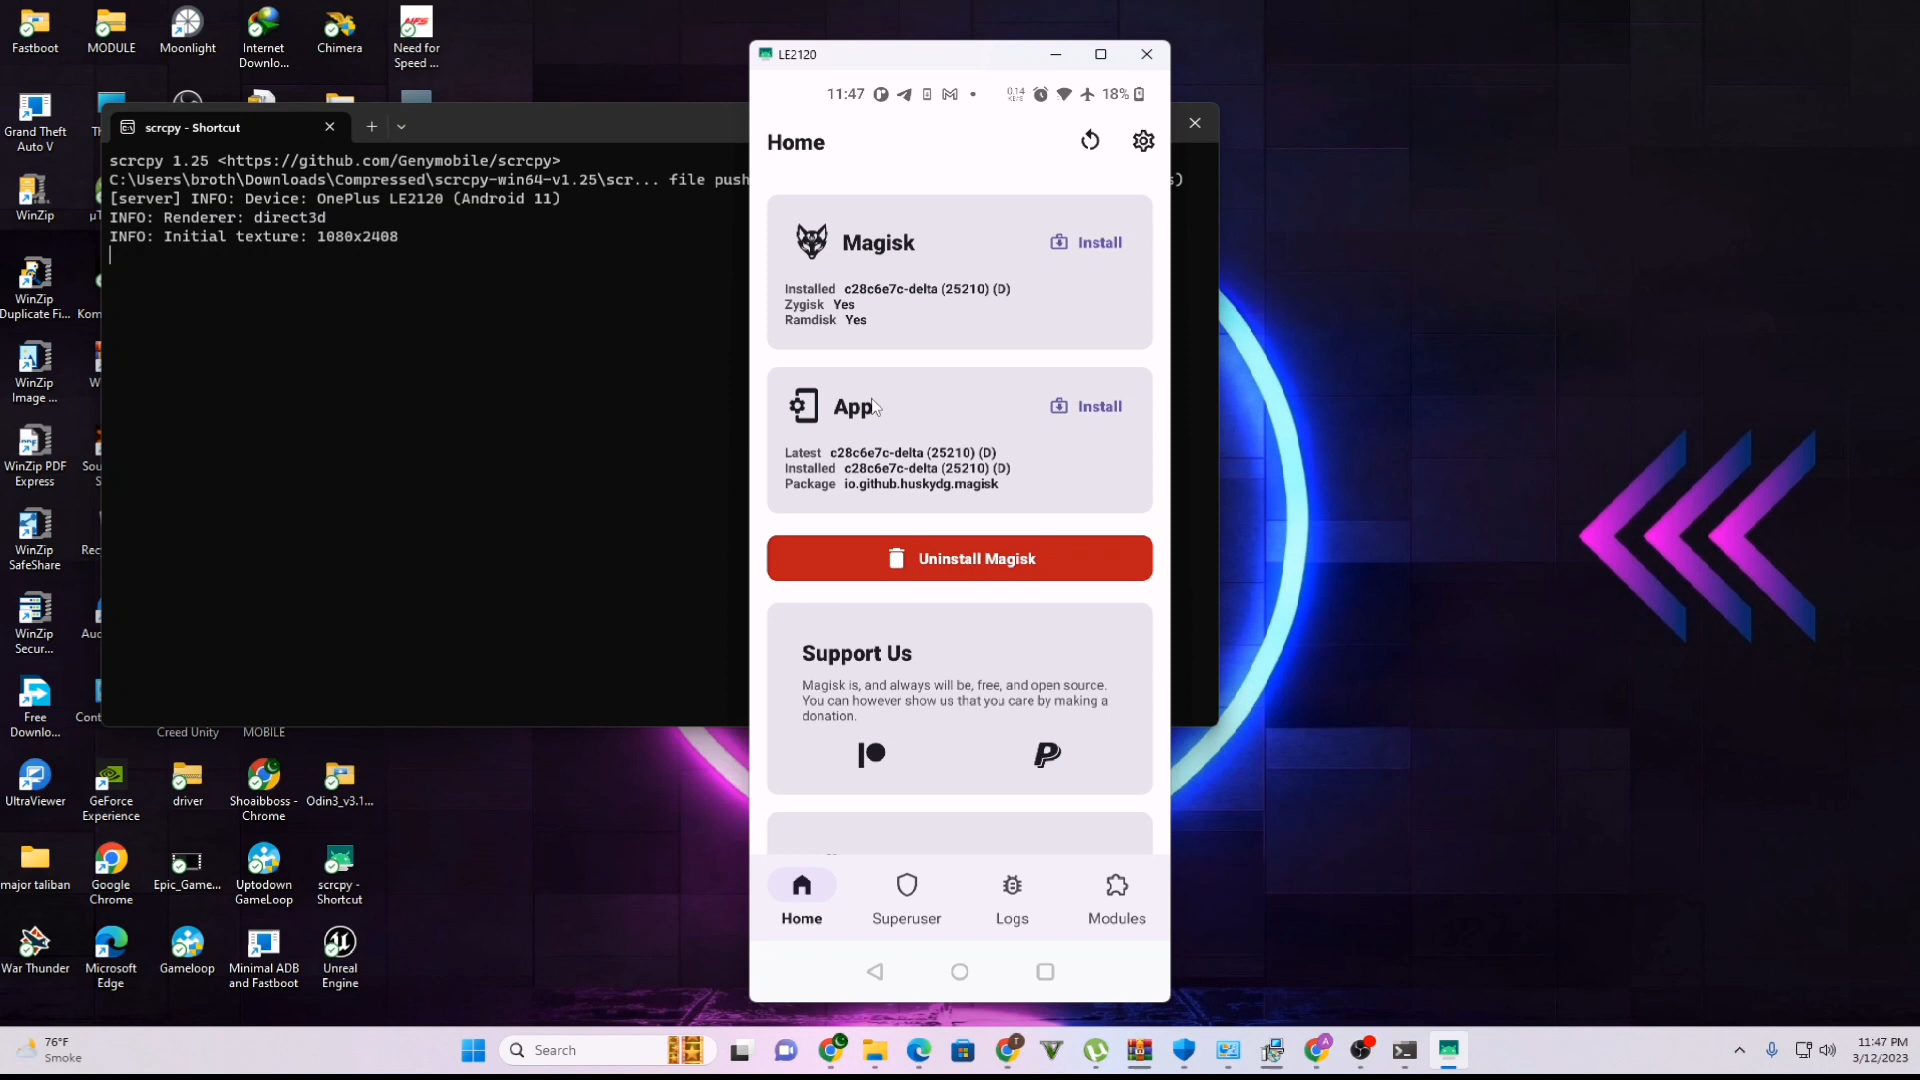 Fastboot
MODULE
Moonlight
Internet
Downlo...
Chimera
Need for
Speed ...
Grand Theft
Auto V
WinZip
WinZip
Duplicate Fi...
WinZip
Image ...
WinZip PDF
Express
WinZip
SafeShare
WinZip
Secur...
Free
Downlo...
Creed Unity
MOBILE
UltraViewer
GeForce
Experience
driver
Shoaibboss -
Chrome
Odin3_v3.1...
major taliban
Google
Chrome
Epic_Game...
Uptodown
GameLoop
scrcpy -
Shortcut
War Thunder
Microsoft
Edge
Gameloop
Minimal ADB
and Fastboot
Unreal
Engine
scrcpy - Shortcut
scrcpy 1.25 <https://github.com/Genymobile/scrcpy>
C:\Users\broth\Downloads\Compressed\scrcpy-win64-v1.25\scr... file push
[server] INFO: Device: OnePlus LE2120 (Android 11)
INFO: Renderer: direct3d
INFO: Initial texture: 1080x2408
LE2120
11:47
0.14
KB/S
18%
Home
Magisk
Install
Installed c28c6e7c-delta (25210) (D)
Zygisk Yes
Ramdisk Yes
App
Install
Latest c28c6e7c-delta (25210) (D)
Installed c28c6e7c-delta (25210) (D)
Package io.github.huskydg.magisk
Uninstall Magisk
Support Us
Magisk is, and always will be, free, and open source.
You can however show us that you care by making a
donation.
Home
Superuser
Logs
Modules
76°F
Smoke
Search
11:47 PM
3/12/2023